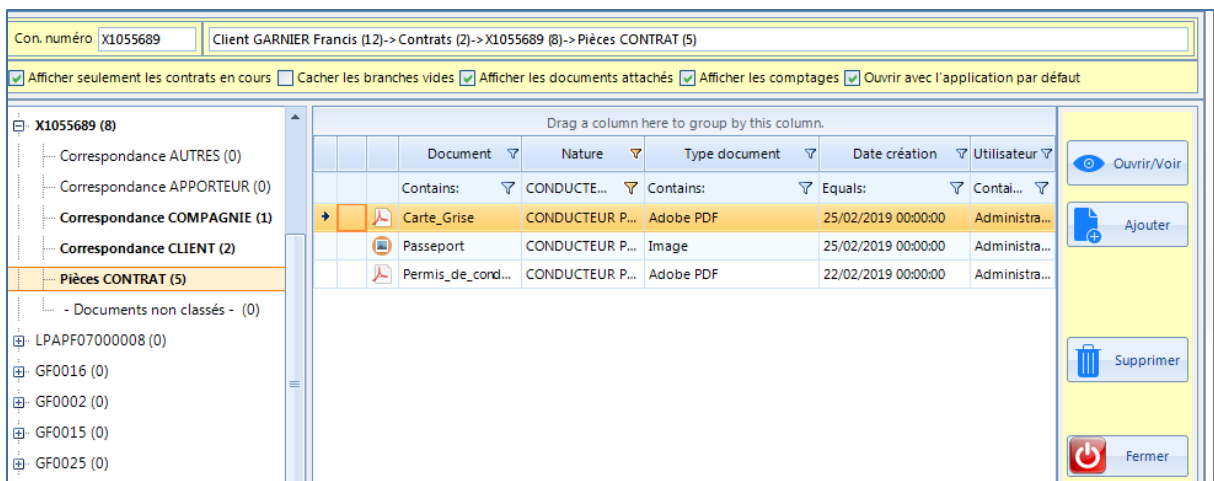 Con. numéro X1055689 Client GARNIER Francis (12)->Contrats (2)->X1055689 (8)->Pièces CONTRAT (5)
Afficher seulement les contrats en cours Cacher les branches vides Afficher les documents attachés Afficher les comptages Ouvrir avec l'application par défaut
X1055689 (8)
Correspondance AUTRES (0)
Correspondance APPORTEUR (0)
Correspondance COMPAGNIE (1)
Correspondance CLIENT (2)
Pièces CONTRAT (5)
- Documents non classés - (0)
LPAPF07000008 (0)
GF0016 (0)
GF0002 (0)
GF0015 (0)
GF0025 (0)
Drag a column here to group by this column.
Document Nature Type document Date création Utilisateur
Contains: CONDUCTE... Contains: Equals: Contai...
Carte_Grise CONDUCTEUR P... Adobe PDF 25/02/2019 00:00:00 Administra...
Passeport CONDUCTEUR P... Image 25/02/2019 00:00:00 Administra...
Permis_de_cond... CONDUCTEUR P... Adobe PDF 22/02/2019 00:00:00 Administra...
Ouvrir/Voir
Ajouter
Supprimer
Fermer